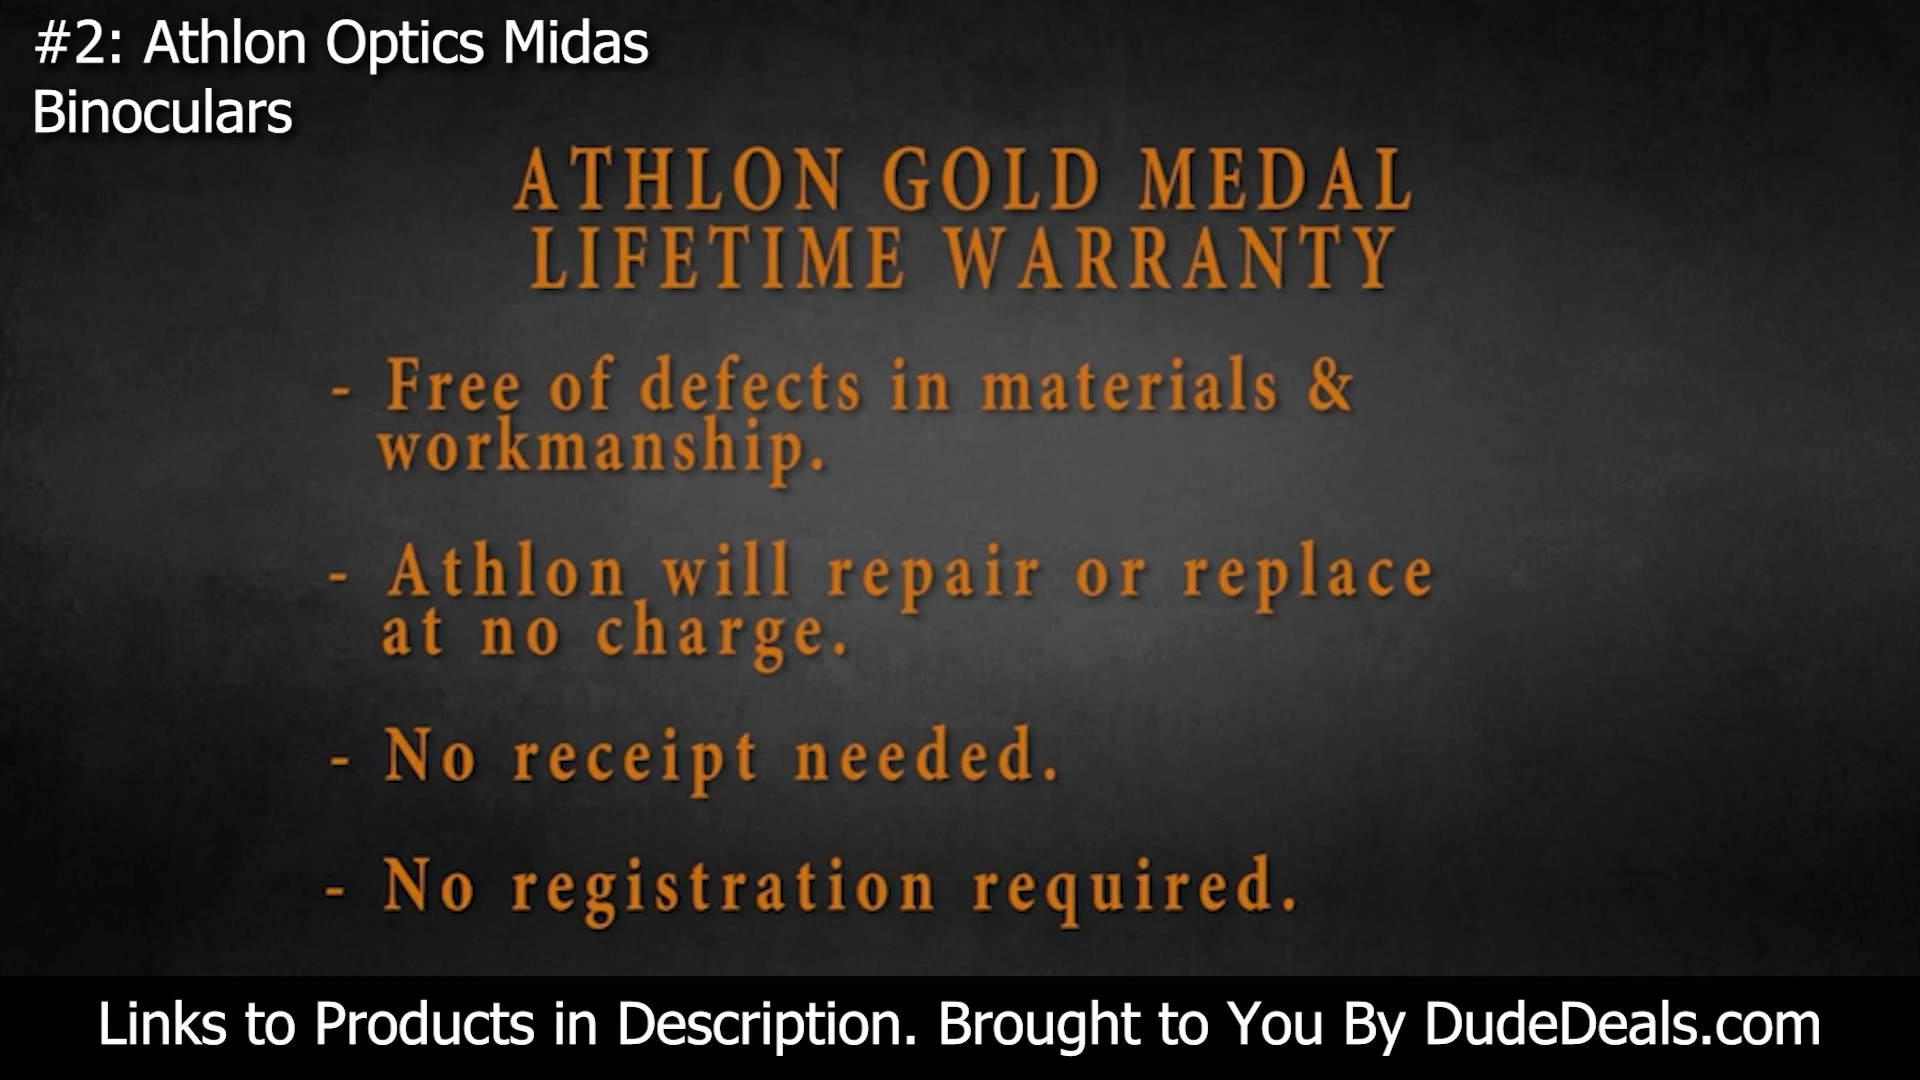 #2: Athlon Optics Midas
Binoculars
ATHLON GOLD MEDAL
LIFETIME WARRANTY
- Free of defects in materials &
workmanship.
- Athlon will repair or replace
at no charge.
- No receipt needed.
- No registration required.
Links to Products in Description. Brought to You By DudeDeals.com